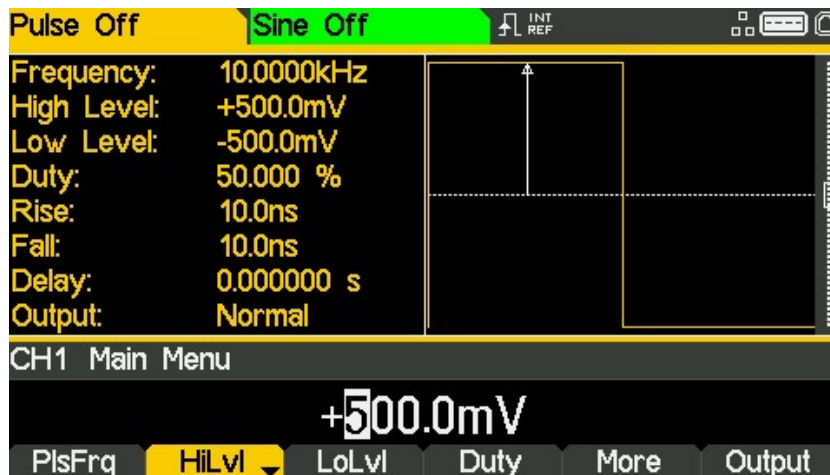 Pulse Off Sine Off INT REF
Frequency: 10.0000kHz
High Level: +500.0mV
Low Level: -500.0mV
Duty: 50.000 %
Rise: 10.0ns
Fall: 10.0ns
Delay: 0.000000 s
Output: Normal
CH1 Main Menu
+500.0mV
PlsFrq HiLvl LoLvl Duty More Output